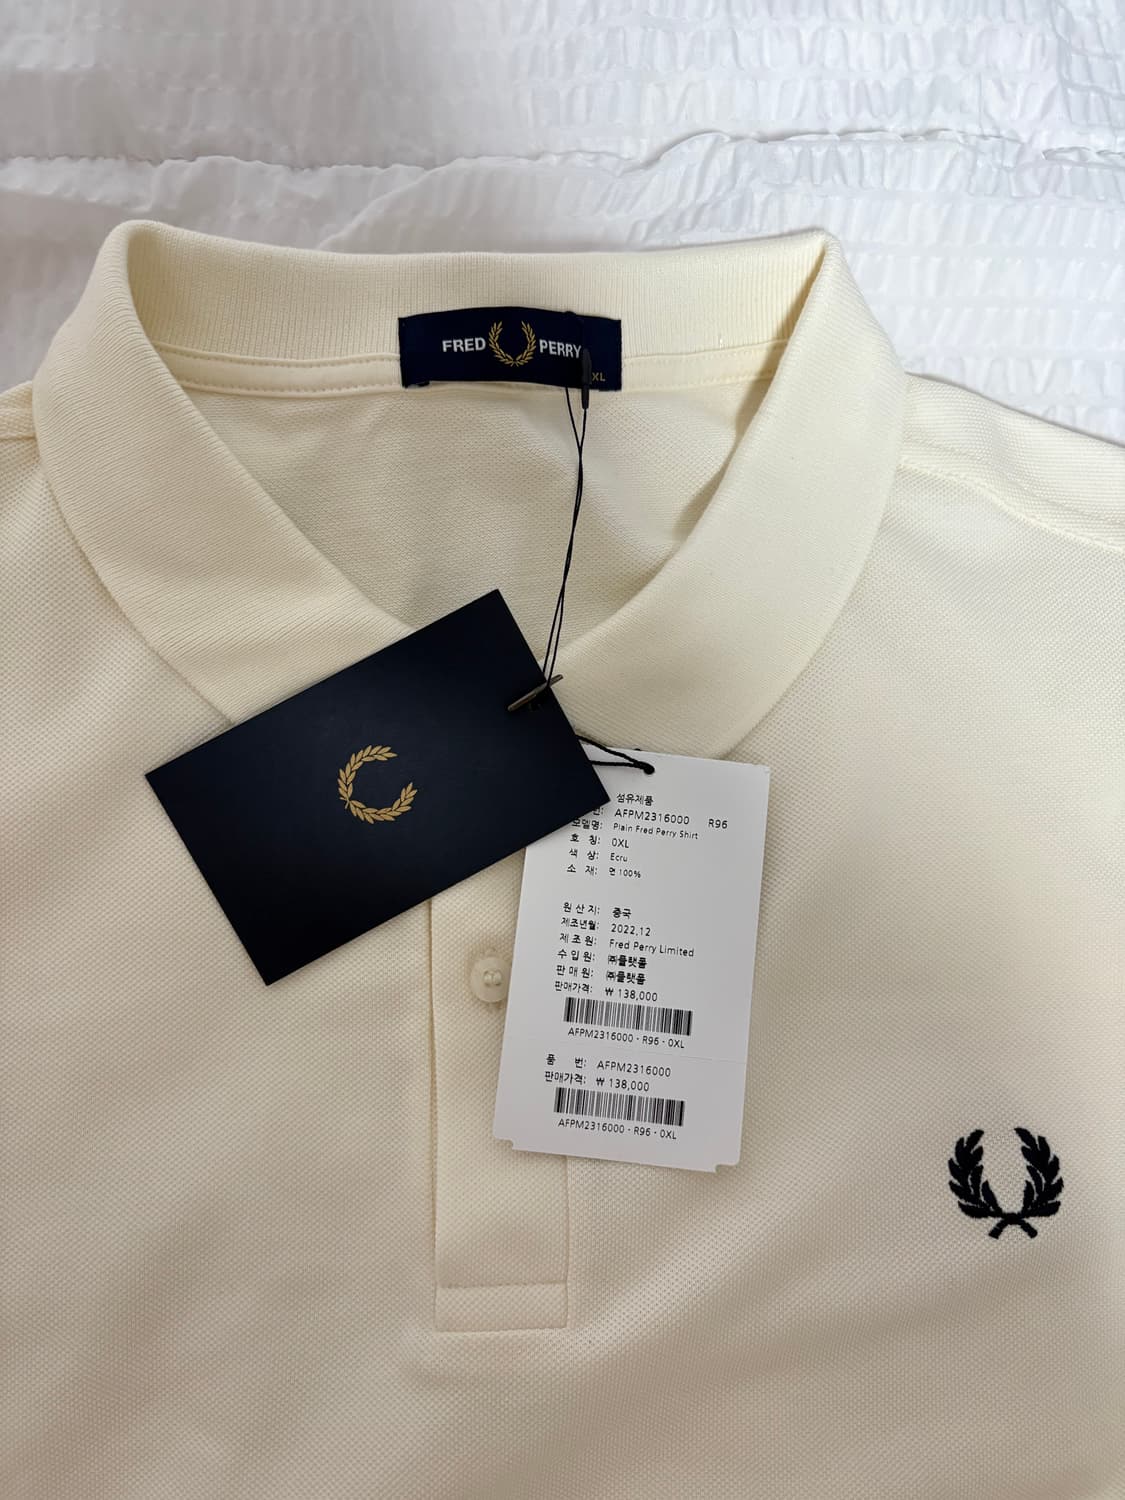 FRED PERRY
XL
섬유제품
번: AFPM2316000 R96
모델명: Plain Fred Perry Shirt
호 칭: 0XL
색 상: Ecru
소 재: 면 100%
원 산 지: 중국
제조년월: 2022.12
제 조 원: Fred Perry Limited
수 입 원: ㈜플랫폼
판 매 원: ㈜플랫폼
판매가격: ₩ 138,000
AFPM2316000 - R96 - 0XL
품 번: AFPM2316000
판매가격: ₩ 138,000
AFPM2316000 - R96 - 0XL